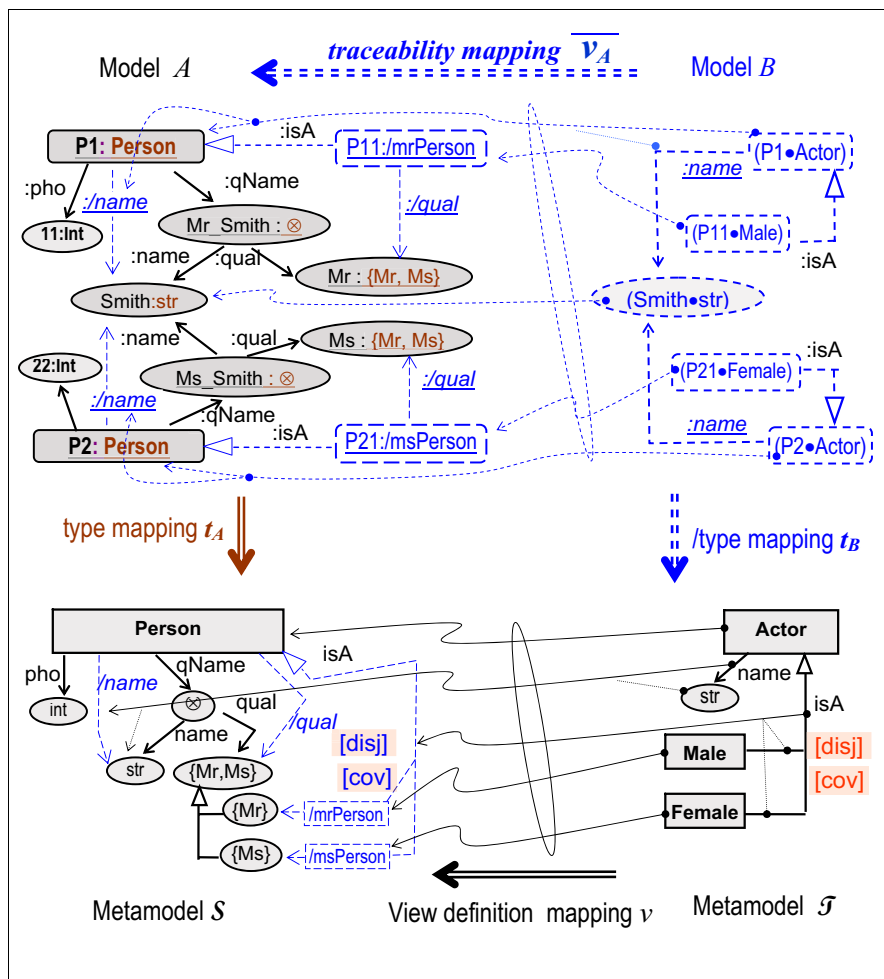 traceability mapping v_A
Model A
Model B
:isA
P1: Person
P11:/mrPerson
(P1●Actor)
:name
:pho
:qName
:/name
:/qual
Mr_Smith : ⊗
(P11●Male)
11:Int
:isA
:name
:qual
Mr : {Mr, Ms}
Smith:str
(Smith●str)
:name
:qual
Ms : {Mr, Ms}
:isA
22:Int
Ms_Smith : ⊗
:/qual
(P21●Female)
:/name
:qName
:name
P2: Person
:isA
P21:/msPerson
(P2●Actor)
type mapping t_A
/type mapping t_B
Person
Actor
isA
pho
qName
name
/name
int
⊗
qual
/qual
str
isA
name
[disj]
Male
[disj]
str
{Mr,Ms}
[cov]
[cov]
{Mr}
/mrPerson
Female
{Ms}
/msPerson
Metamodel S
View definition mapping v
Metamodel T